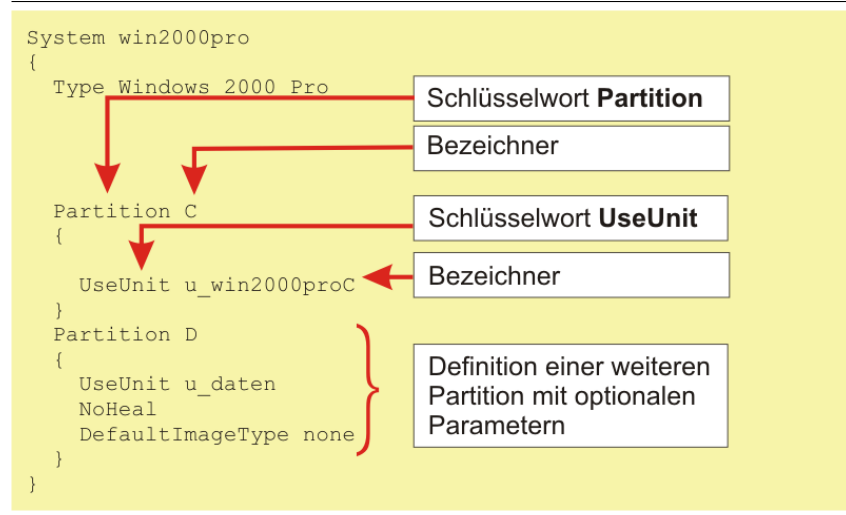 System win2000pro
{
Type Windows 2000 Pro
Schlüsselwort Partition
Bezeichner
Partition C
Schlüsselwort UseUnit
{
UseUnit u_win2000proC
Bezeichner
}
Partition D
{
UseUnit u_daten
NoHeal
DefaultImageType none
}
}
Definition einer weiteren
Partition mit optionalen
Parametern